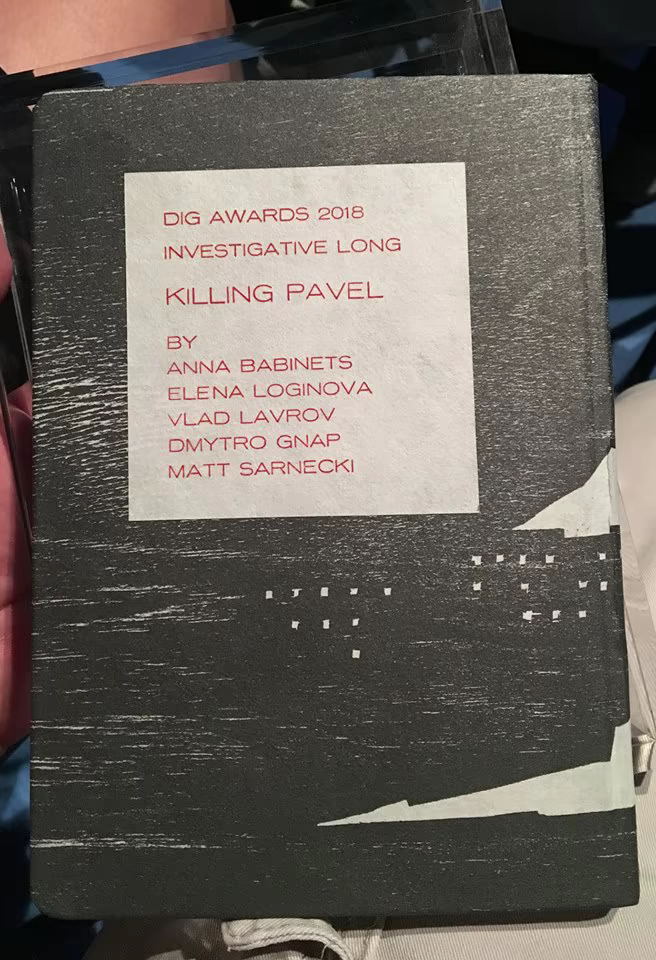 DIG AWARDS 2018
INVESTIGATIVE LONG
KILLING PAVEL
BY
ANNA BABINETS
ELENA LOGINOVA
VLAD LAVROV
DMYTRO GNAP
MATT SARNECKI